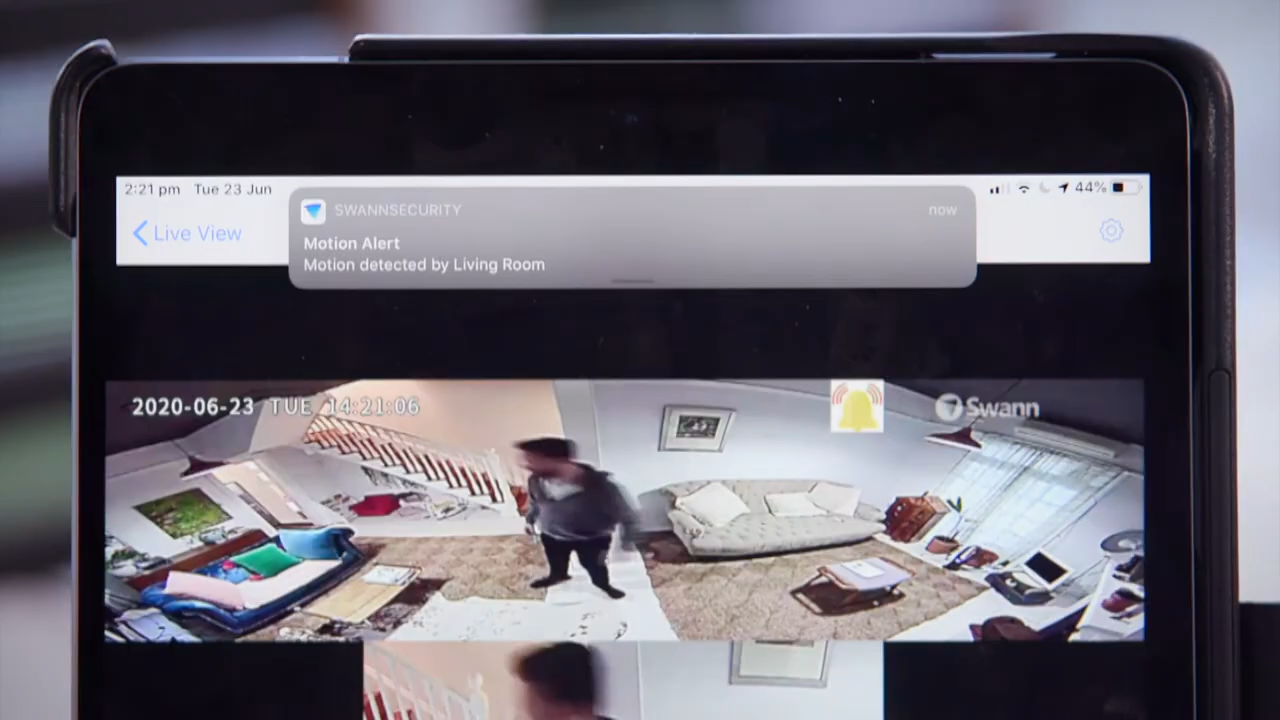 2:21 pm Tue 23 Jun
44%
SWANNSECURITY
now
Live View
Motion Alert
Motion detected by Living Room
2020-06-23 TUE 14:21:06
Swann